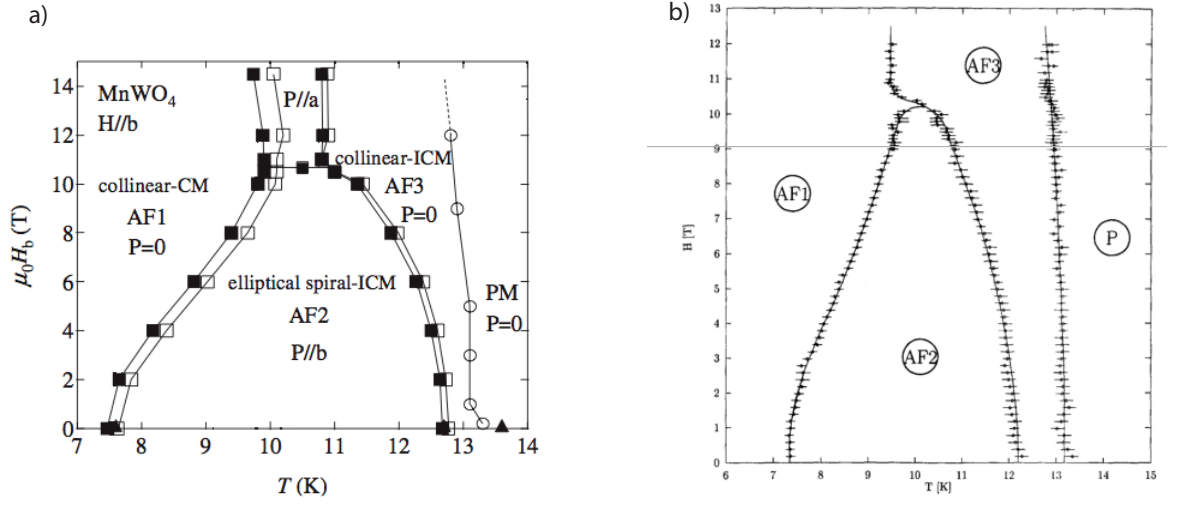 a)
14
12
10
8
6
4
2
0
μ₀H_b (T)
MnWO₄
H//b
P//a
collinear-ICM
AF3
P=0
collinear-CM
AF1
P=0
elliptical spiral-ICM
AF2
P//b
PM
P=0
7 8 9 10 11 12 13 14
T (K)
b)
13
12
11
10
9
8
7
6
5
4
3
2
1
0
H [T]
AF3
AF1
P
AF2
6 7 8 9 10 11 12 13 14 15
T [K]